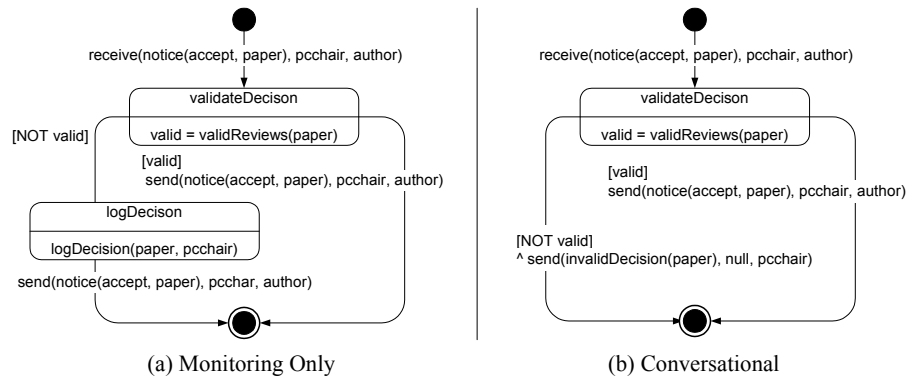 receive(notice(accept, paper), pcchair, author)
validateDecison
valid = validReviews(paper)
[NOT valid]
[valid]
send(notice(accept, paper), pcchair, author)
logDecison
logDecision(paper, pcchair)
send(notice(accept, paper), pcchar, author)
(a) Monitoring Only
receive(notice(accept, paper), pcchair, author)
validateDecison
valid = validReviews(paper)
[valid]
send(notice(accept, paper), pcchair, author)
[NOT valid]
^ send(invalidDecision(paper), null, pcchair)
(b) Conversational